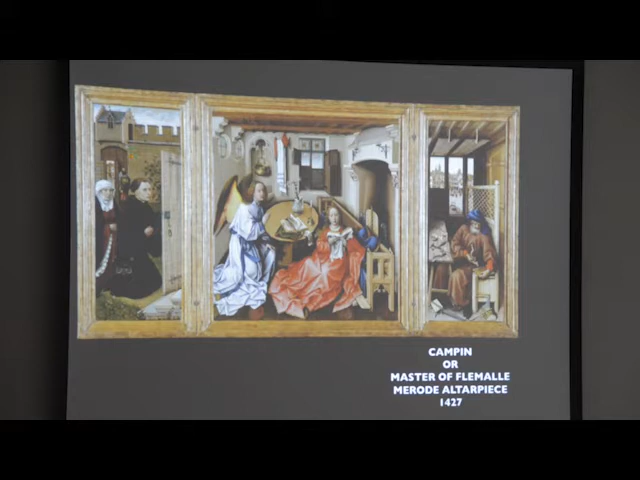 CAMPIN
OR
MASTER OF FLEMALLE
MERODE ALTARPIECE
1427